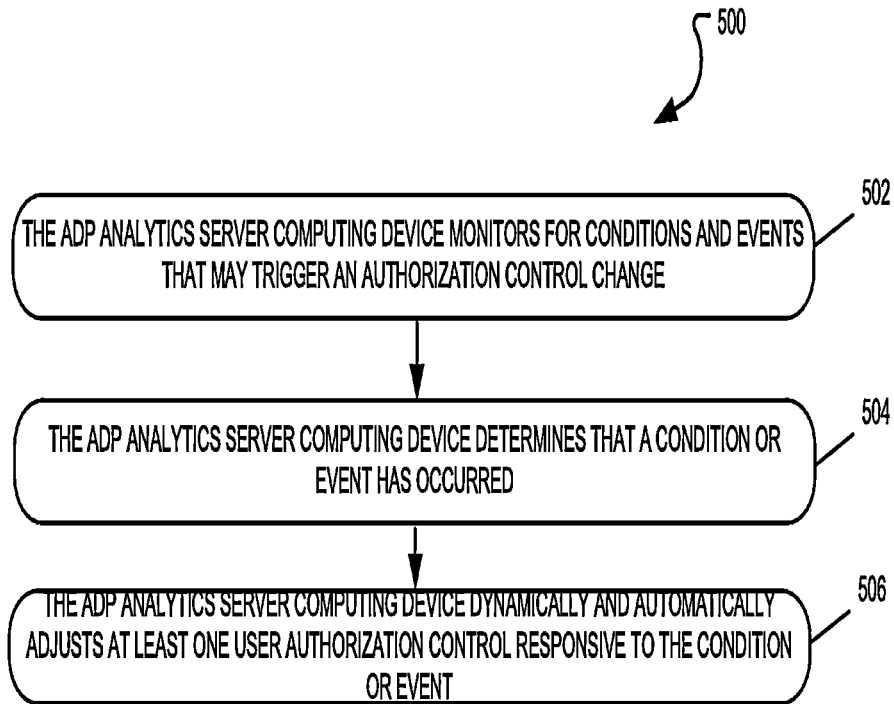 500
502
THE ADP ANALYTICS SERVER COMPUTING DEVICE MONITORS FOR CONDITIONS AND EVENTS
THAT MAY TRIGGER AN AUTHORIZATION CONTROL CHANGE
504
THE ADP ANALYTICS SERVER COMPUTING DEVICE DETERMINES THAT A CONDITION OR
EVENT HAS OCCURRED
506
THE ADP ANALYTICS SERVER COMPUTING DEVICE DYNAMICALLY AND AUTOMATICALLY
ADJUSTS AT LEAST ONE USER AUTHORIZATION CONTROL RESPONSIVE TO THE CONDITION
OR EVENT